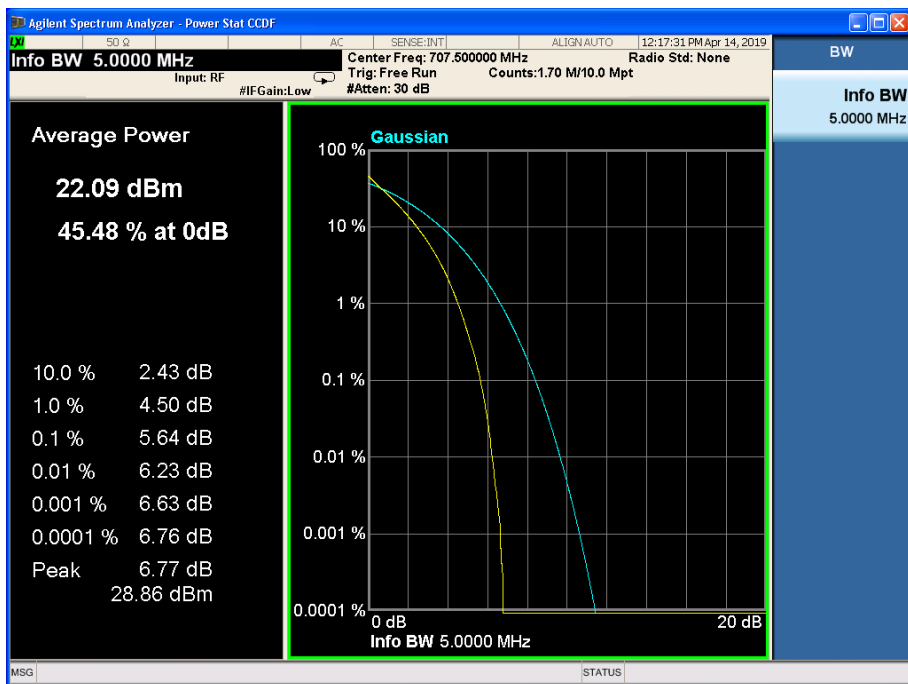 Agilent Spectrum Analyzer - Power Stat CCDF
LXI 50 Ω AC SENSE:INT ALIGN AUTO 12:17:31 PM Apr 14, 2019
Info BW 5.0000 MHz
Center Freq: 707.500000 MHz Radio Std: None
Input: RF Trig: Free Run Counts:1.70 M/10.0 Mpt
#IFGain:Low #Atten: 30 dB
BW
Info BW
5.0000 MHz
Average Power
22.09 dBm
45.48 % at 0dB
10.0 % 2.43 dB
1.0 % 4.50 dB
0.1 % 5.64 dB
0.01 % 6.23 dB
0.001 % 6.63 dB
0.0001 % 6.76 dB
Peak 6.77 dB
28.86 dBm
Gaussian
100 %
10 %
1 %
0.1 %
0.01 %
0.001 %
0.0001 %
0 dB 20 dB
Info BW 5.0000 MHz
MSG STATUS